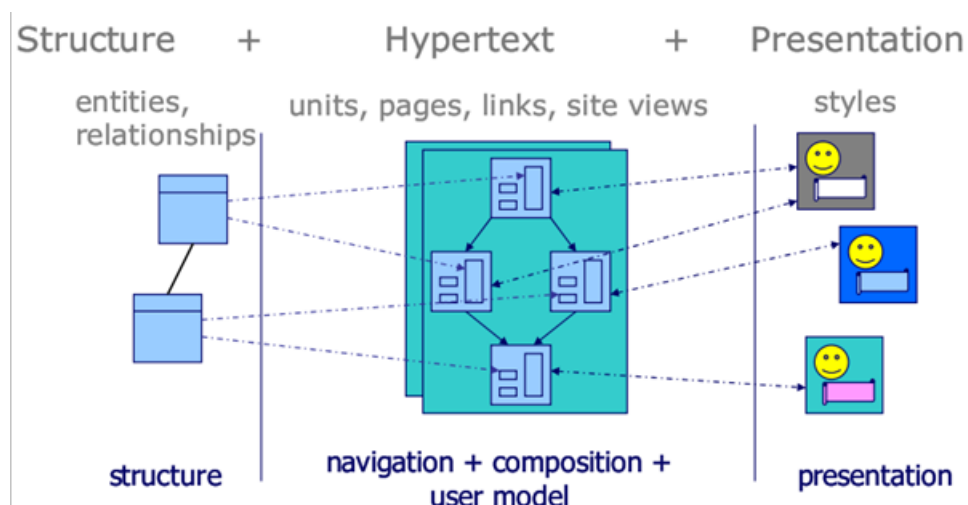 Structure + Hypertext + Presentation
entities,
relationships
units, pages, links, site views
styles
structure
navigation + composition +
user model
presentation